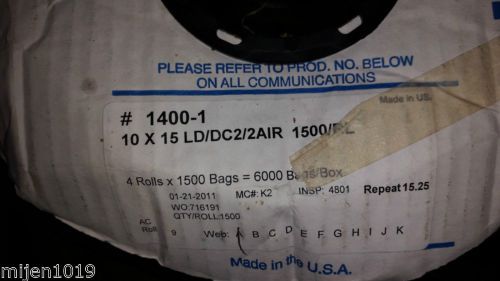 PLEASE REFER TO PROD. NO. BELOW
ON ALL COMMUNICATIONS
# 1400-1
Made in US.
10 X 15 LD/DC2/2AIR 1500/RL
4 Rolls x 1500 Bags = 6000 Bags/Box
01-21-2011 MC#: K2 INSP: 4801 Repeat 15.25
WO:716191
QTY/ROLL:1500
AC
Roll 9 Web: A B C D E F G H I J K
Made in the U.S.A.
mijen1019